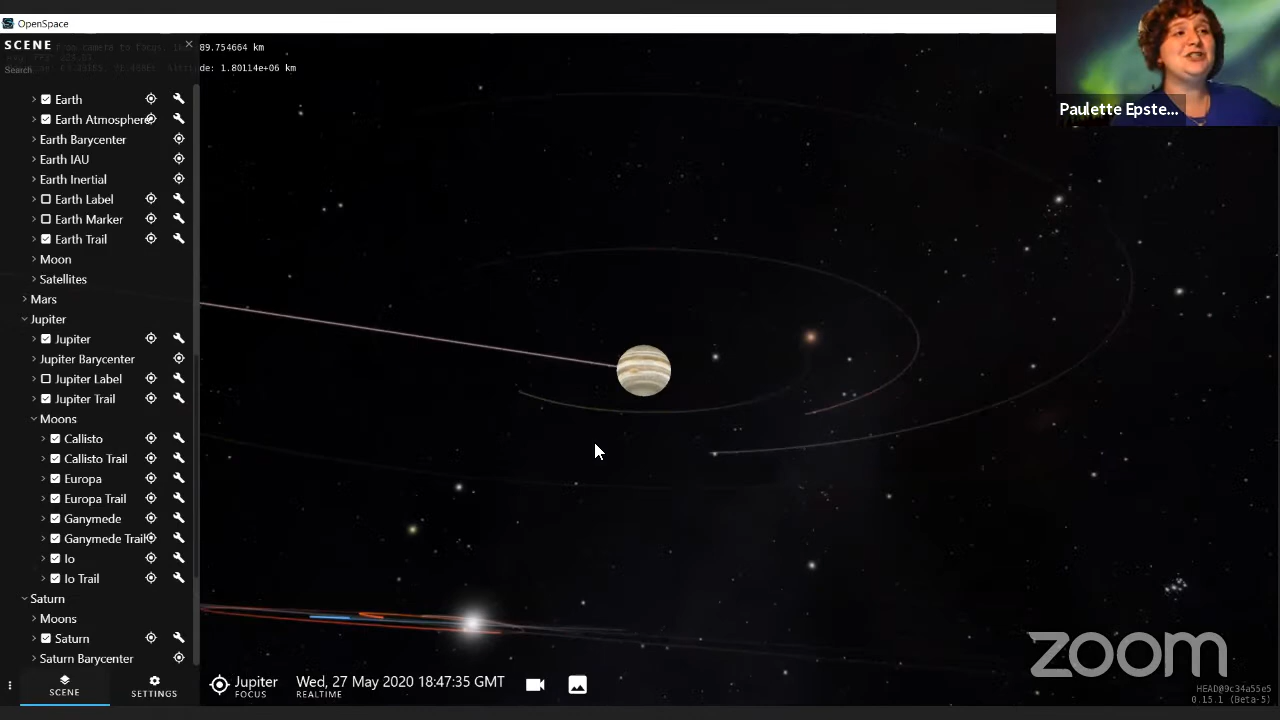 OpenSpace
SCENE
89.754664 km
Search
de: 1.80114e+06 km
Earth
Earth Atmosphere
Earth Barycenter
Earth IAU
Earth Inertial
Earth Label
Earth Marker
Earth Trail
Moon
Satellites
Mars
Jupiter
Jupiter
Jupiter Barycenter
Jupiter Label
Jupiter Trail
Moons
Callisto
Callisto Trail
Europa
Europa Trail
Ganymede
Ganymede Trail
Io
Io Trail
Saturn
Moons
Saturn
Saturn Barycenter
SCENE
SETTINGS
Jupiter
FOCUS
Wed, 27 May 2020 18:47:35 GMT
REALTIME
Paulette Epste...
zoom
HEAD@9c34a55e5
0.15.1 (Beta-5)